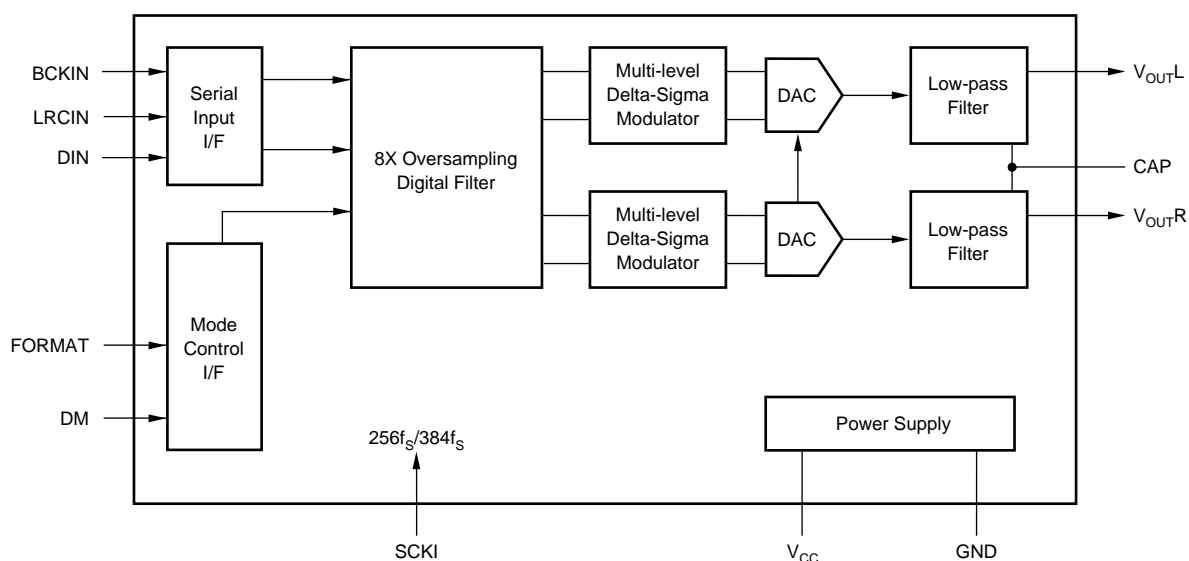 BCKIN
LRCIN
DIN
Serial
Input
I/F
8X Oversampling
Digital Filter
Multi-level
Delta-Sigma
Modulator
DAC
Low-pass
Filter
VOUTL
CAP
Multi-level
Delta-Sigma
Modulator
DAC
Low-pass
Filter
VOUTR
FORMAT
DM
Mode
Control
I/F
256fS/384fS
SCKI
Power Supply
VCC
GND